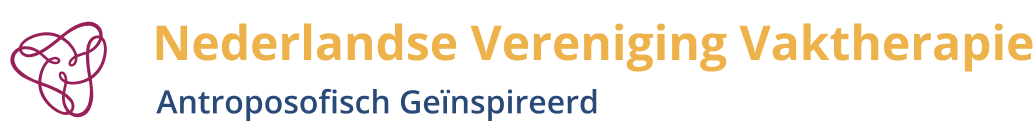 Nederlandse Vereniging Vaktherapie
Antroposofisch Geïnspireerd